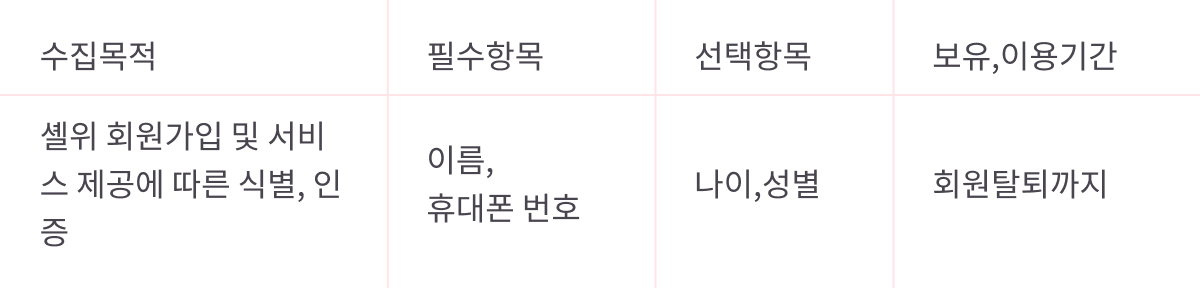 수집목적 필수항목 선택항목 보유,이용기간
셸위 회원가입 및 서비
스 제공에 따른 식별, 인
증
이름,
휴대폰 번호
나이,성별
회원탈퇴까지